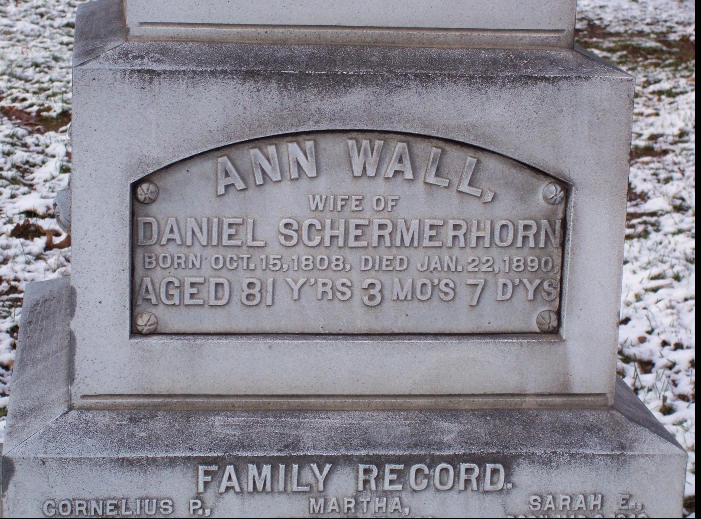 ANN WALL,
WIFE OF
DANIEL SCHERMERHORN
BORN OCT. 15, 1808, DIED JAN. 22, 1890,
AGED 81 Y'RS 3 MO'S 7 D'YS
FAMILY RECORD.
CORNELIUS P., MARTHA, SARAH E.,